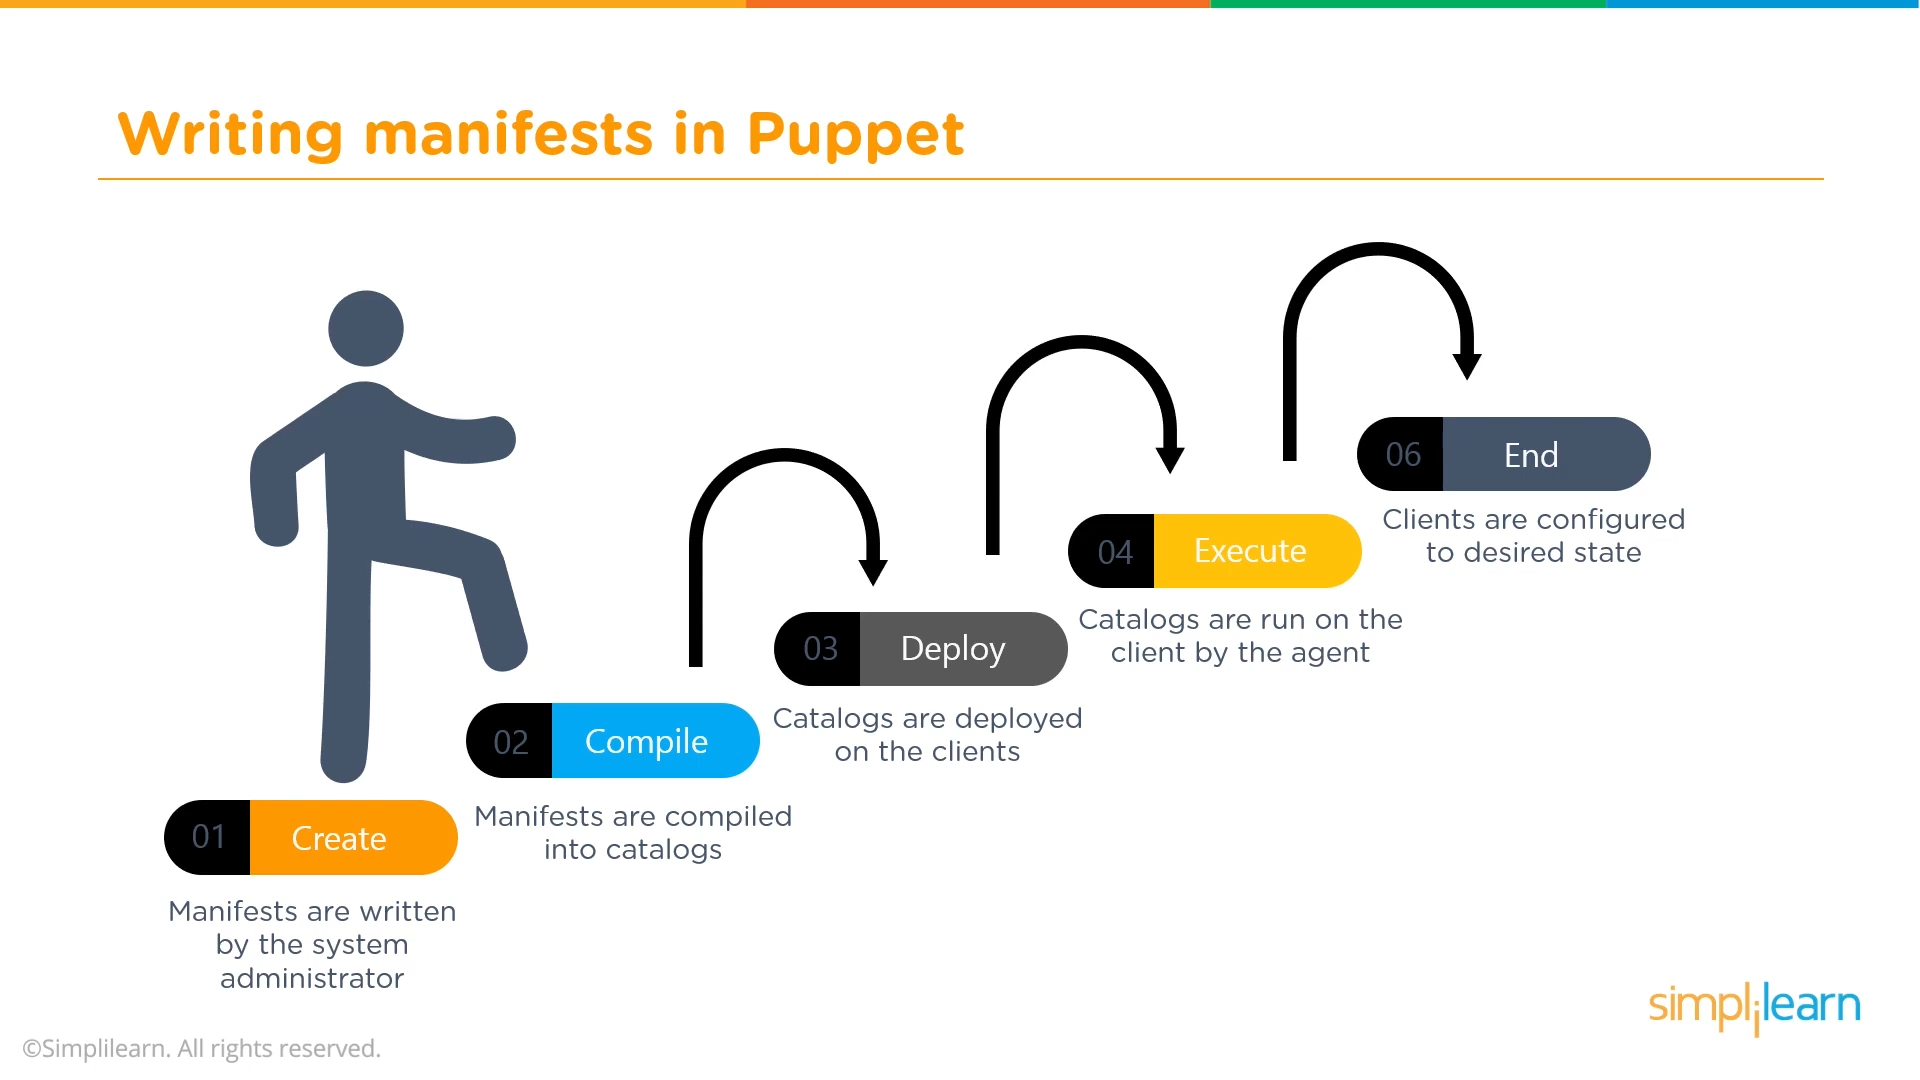 Writing manifests in Puppet
01 Create
Manifests are written
by the system
administrator
02 Compile
Manifests are compiled
into catalogs
03 Deploy
Catalogs are deployed
on the clients
04 Execute
Catalogs are run on the
client by the agent
06 End
Clients are configured
to desired state
simplilearn
©Simplilearn. All rights reserved.